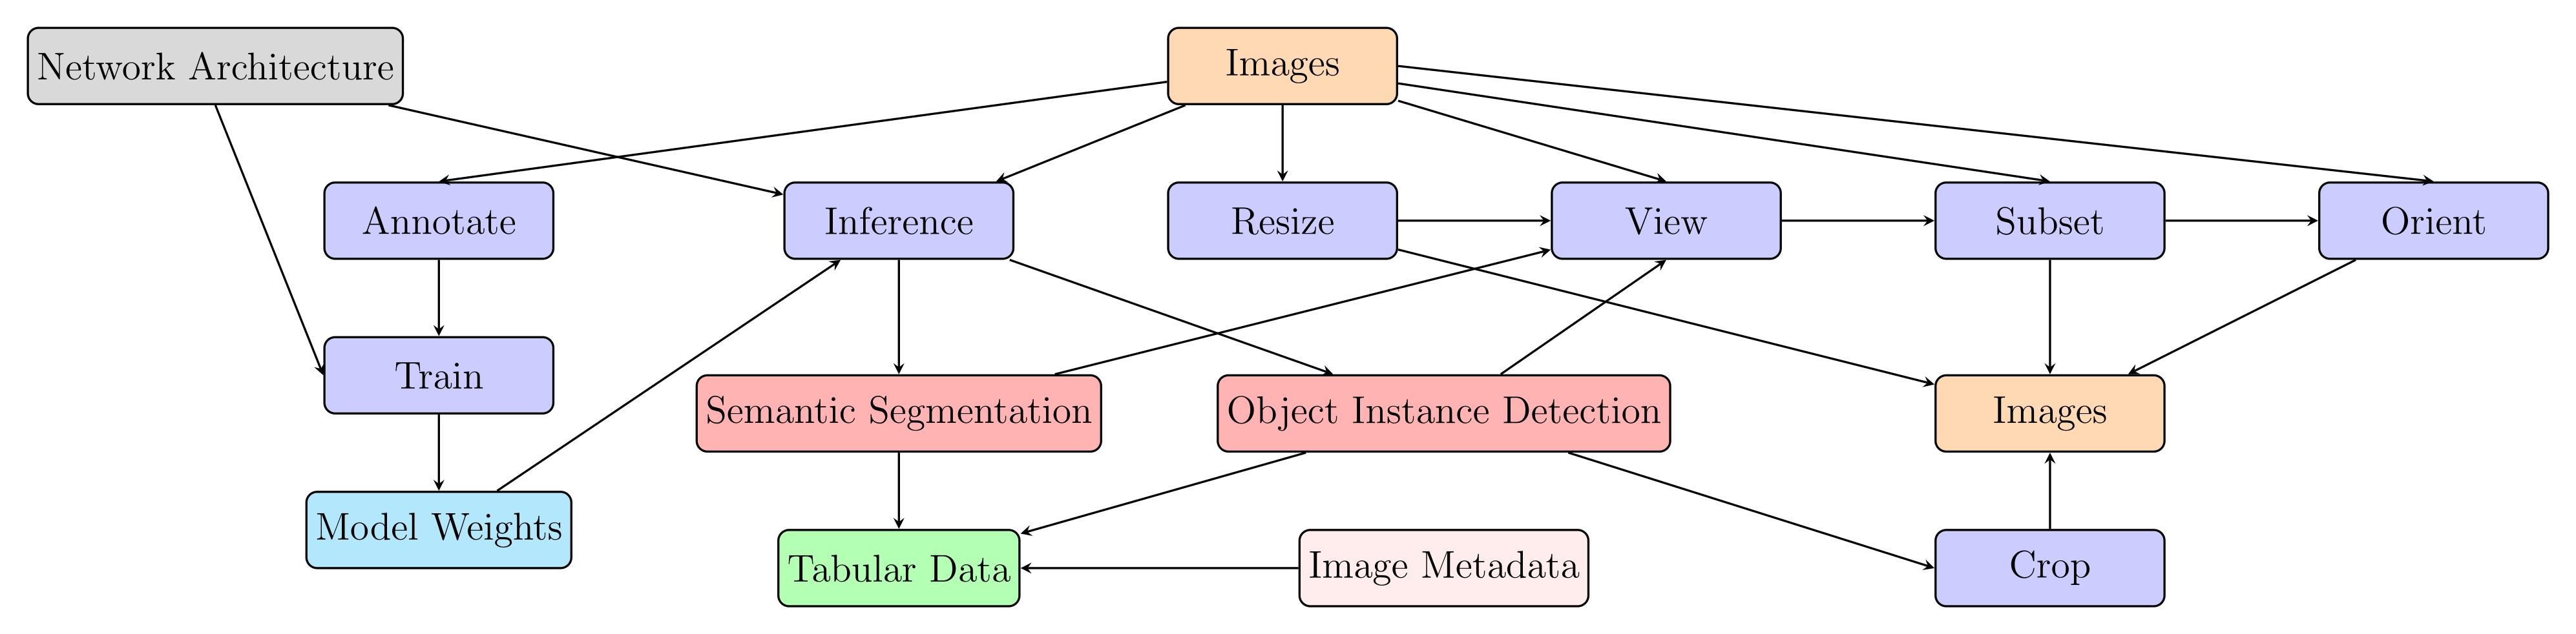 Network Architecture
Images
Annotate
Inference
Resize
View
Subset
Orient
Train
Semantic Segmentation
Object Instance Detection
Images
Model Weights
Tabular Data
Image Metadata
Crop